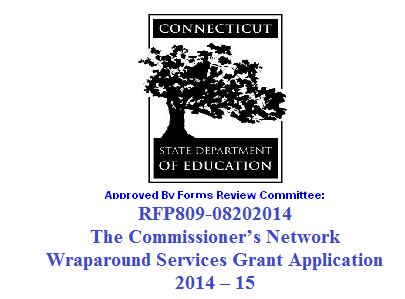 CONNECTICUT
STATE DEPARTMENT
OF EDUCATION
Approved By Forms Review Committee:
RFP809-08202014
The Commissioner's Network
Wraparound Services Grant Application
2014 – 15